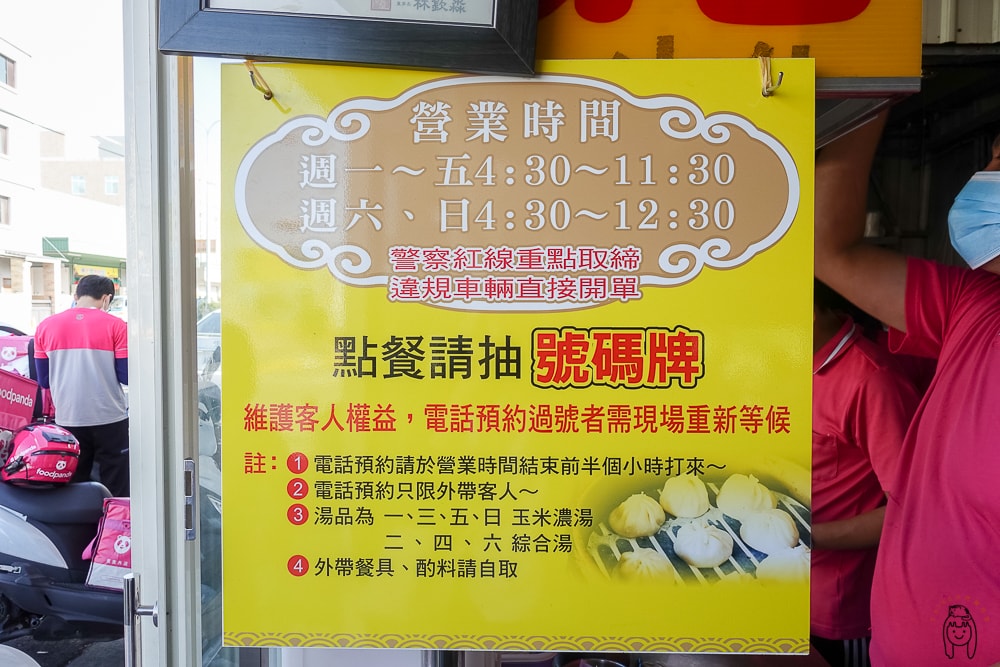 林欽淼
營業時間
週一～五4:30～11:30
週六、日4:30～12:30
警察紅線重點取締
違規車輛直接開單
點餐請抽 號碼牌
維護客人權益，電話預約過號者需現場重新等候
註：1 電話預約請於營業時間結束前半個小時打來～
2 電話預約只限外帶客人～
3 湯品為 一、三、五、日 玉米濃湯
二、四、六 綜合湯
4 外帶餐具、酌料請自取
foodpanda
foodpanda